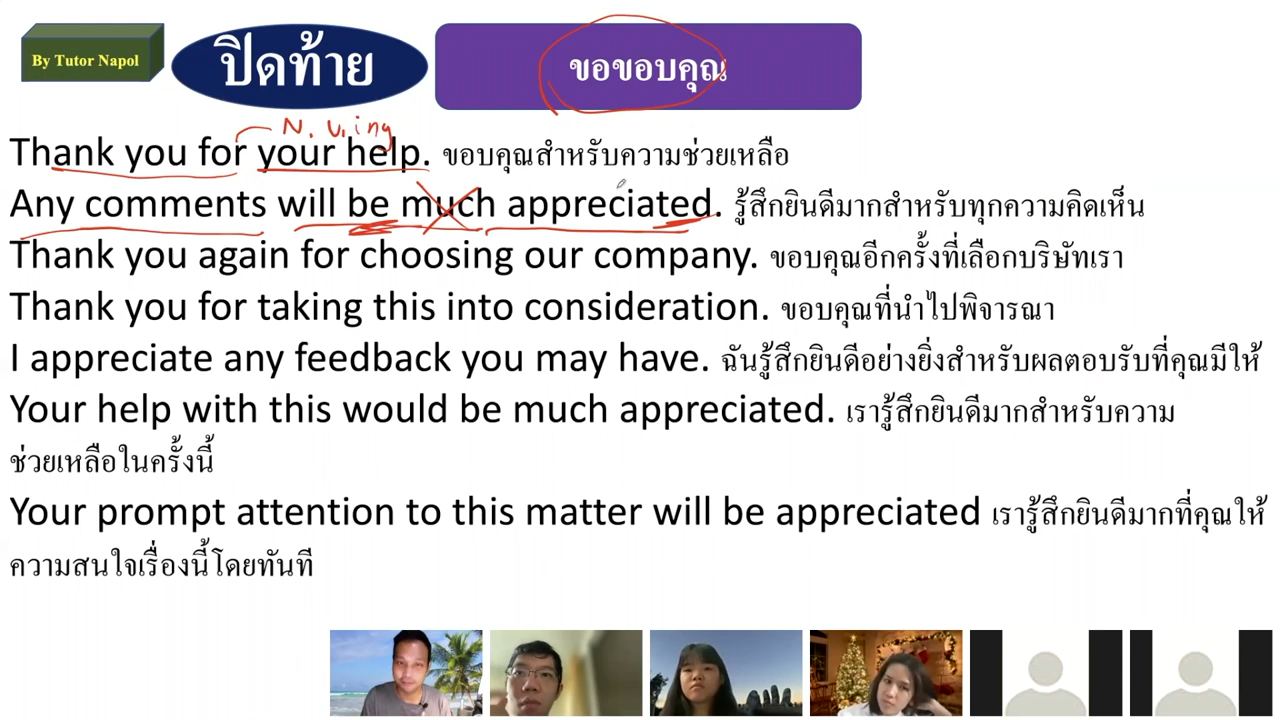 By Tutor Napol
ปิดท้าย
ขอขอบคุณ
N. V. ing
Thank you for your help. ขอบคุณสำหรับความช่วยเหลือ
Any comments will be much appreciated. รู้สึกยินดีมากสำหรับทุกความคิดเห็น
Thank you again for choosing our company. ขอบคุณอีกครั้งที่เลือกบริษัทเรา
Thank you for taking this into consideration. ขอบคุณที่นำไปพิจารณา
I appreciate any feedback you may have. ฉันรู้สึกยินดีอย่างยิ่งสำหรับผลตอบรับที่คุณมีให้
Your help with this would be much appreciated. เรารู้สึกยินดีมากสำหรับความ
ช่วยเหลือในครั้งนี้
Your prompt attention to this matter will be appreciated เรารู้สึกยินดีมากที่คุณให้
ความสนใจเรื่องนี้โดยทันที